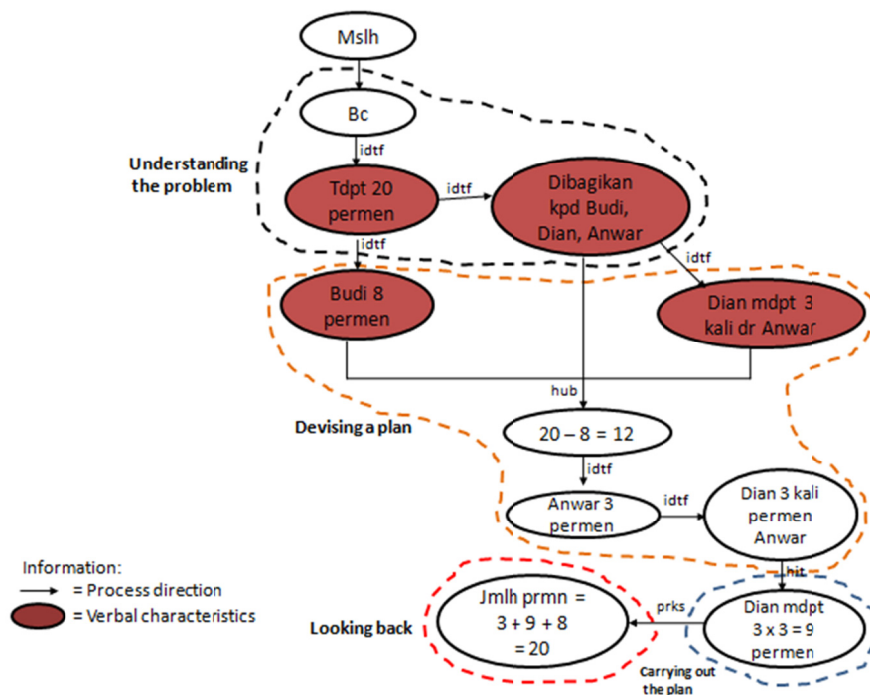 Mslh
Bc
idtf
Understanding
the problem
Tdpt 20
permen
idtf
Dibagikan
kpd Budi,
Dian, Anwar
idtf
idtf
Budi 8
permen
Dian mdpt 3
kali dr Anwar
hub
Devising a plan
20 – 8 = 12
idtf
Anwar 3
permen
idtf
Dian 3 kali
permen
Anwar
hit
Information:
= Process direction
= Verbal characteristics
Looking back
Jmlh prmn =
3 + 9 + 8
= 20
prks
Dian mdpt
3 x 3 = 9
permen
Carrying out
the plan